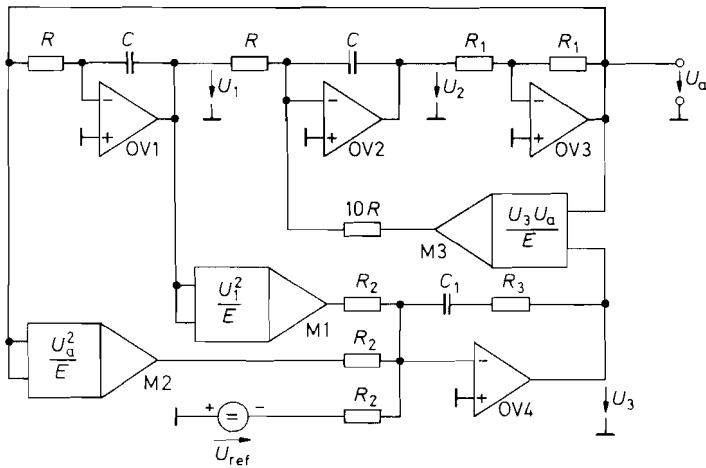 R
C
R
C
R₁
R₁
U₁
U₂
Uₐ
−
+
OV1
−
+
OV2
−
+
OV3
10R
M3
U₃Uₐ/E
U₁²/E
M1
R₂
C₁
R₃
Uₐ²/E
M2
R₂
−
+
OV4
U₃
+ = −
R₂
U_ref